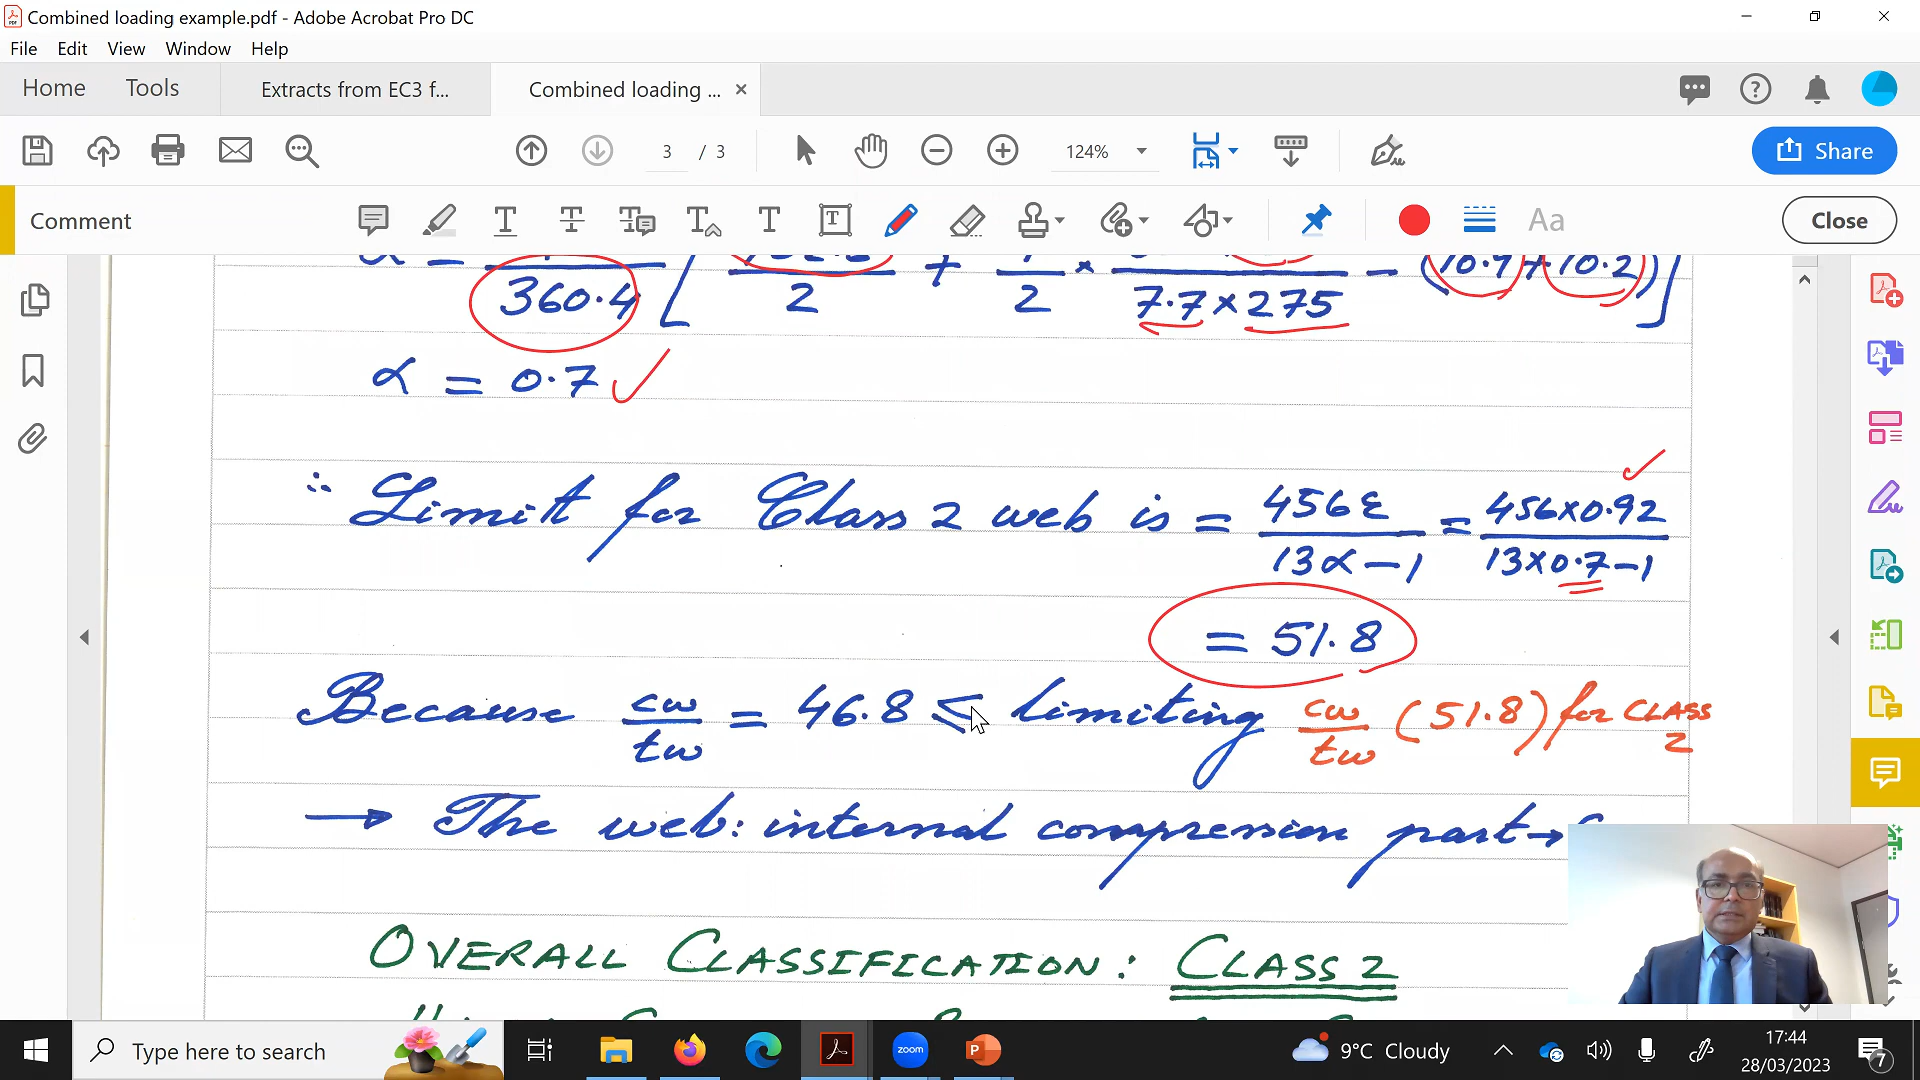 Combined loading example.pdf - Adobe Acrobat Pro DC
File Edit View Window Help
Home Tools Extracts from EC3 f... Combined loading ... ×
3 / 3 124% Share
Comment Aa Close
α = 360.4 [ 2 + 1/2 × 7.7×275 - (10.9+10.2)]
α = 0.7 ✓
∴ Limit for Class 2 web is = 456ε / 13α-1 = 456×0.92 / 13×0.7-1 ✓
= 51.8
Because cw/tw = 46.8 ≤ limiting cw/tw (51.8) for CLASS 2
→ The web: internal compression part →
OVERALL CLASSIFICATION: CLASS 2
Type here to search
zoom
9°C Cloudy
17:44
28/03/2023
7